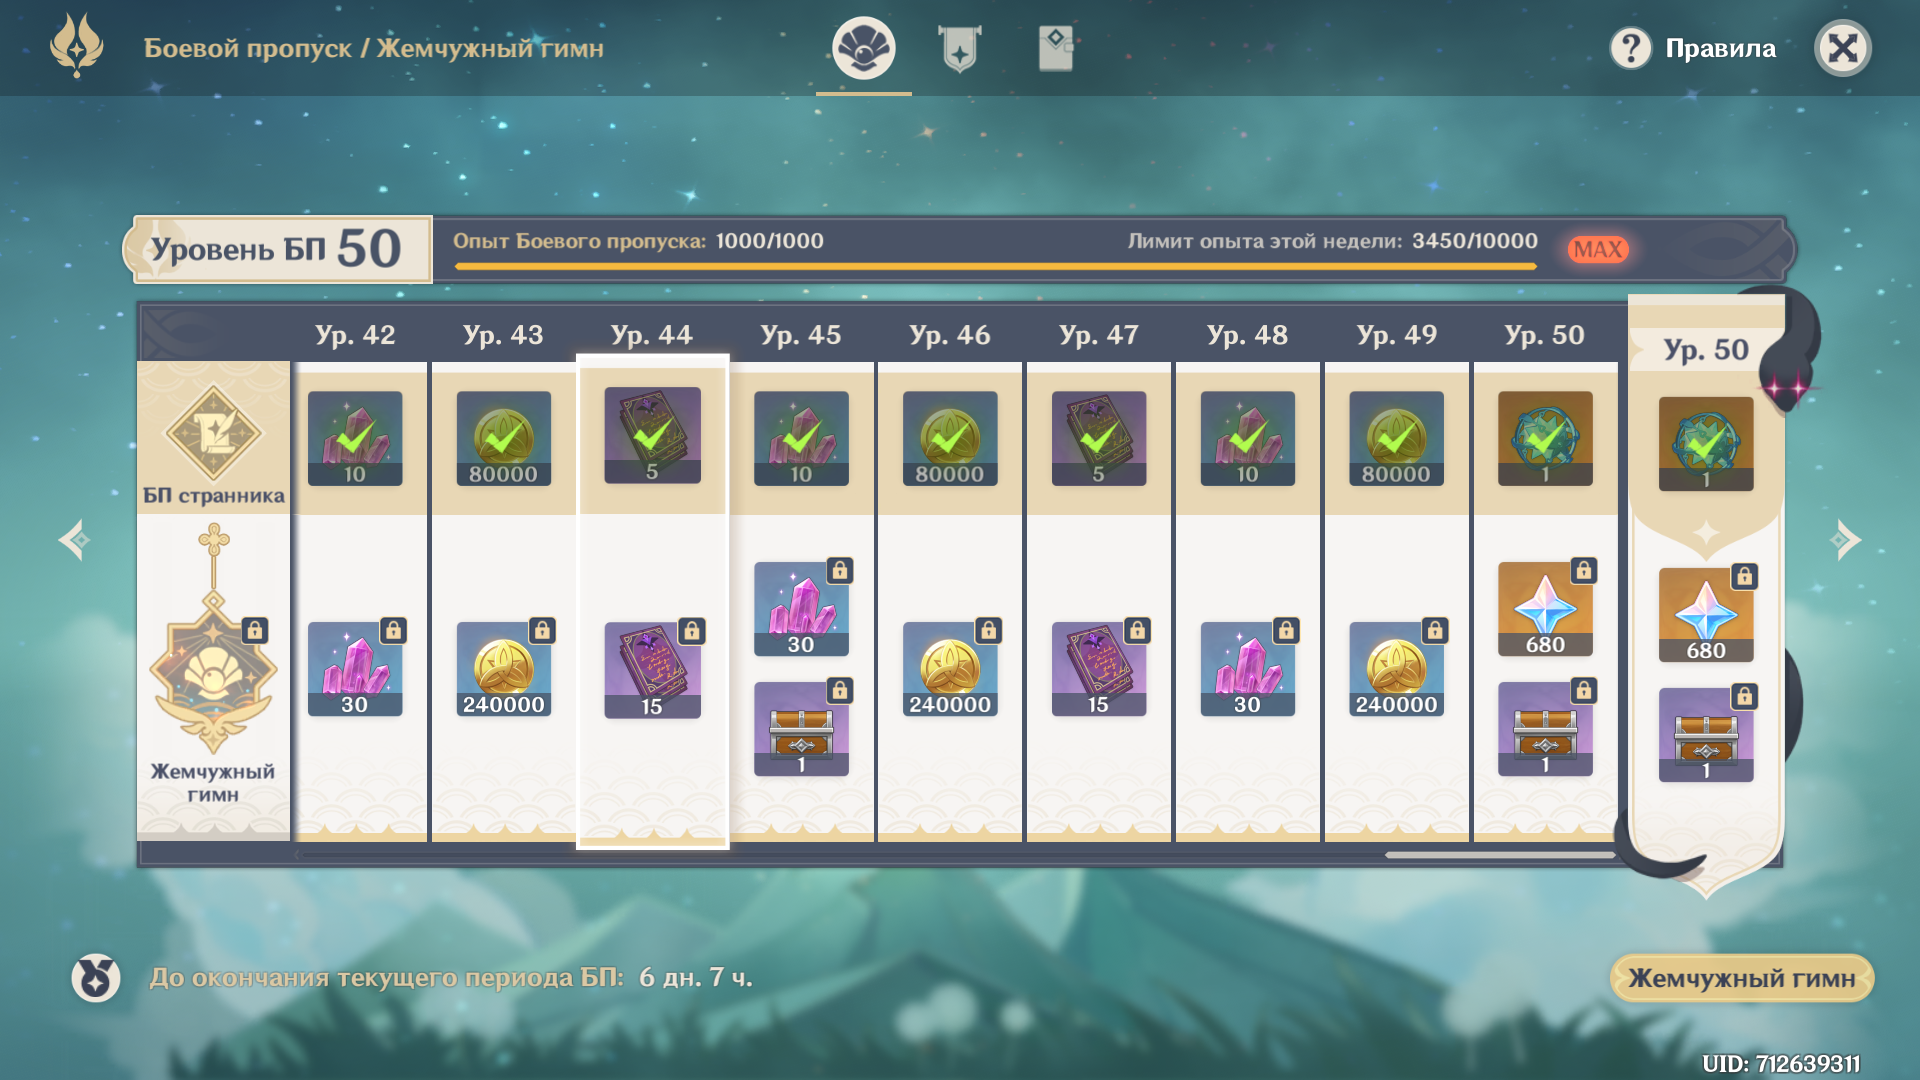 Боевой пропуск / Жемчужный гимн
Правила
Уровень БП 50
Опыт Боевого пропуска: 1000/1000
Лимит опыта этой недели: 3450/10000
MAX
Ур. 42 Ур. 43 Ур. 44 Ур. 45 Ур. 46 Ур. 47 Ур. 48 Ур. 49 Ур. 50 Ур. 50
БП странника
10 80000 5 10 80000 5 10 80000 1 1
Жемчужный
гимн
30 680 680
30 240000 15 240000 15 30 240000
1 1 1
До окончания текущего периода БП: 6 дн. 7 ч.
Жемчужный гимн
UID: 712639311